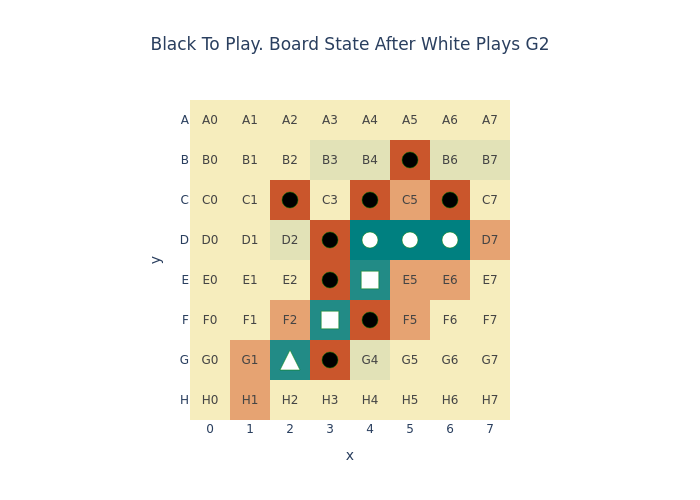 Black To Play. Board State After White Plays G2
A A0 A1 A2 A3 A4 A5 A6 A7
B B0 B1 B2 B3 B4 B6 B7
C C0 C1 C3 C5 C7
D D0 D1 D2 D7
y
E E0 E1 E2 E5 E6 E7
F F0 F1 F2 F5 F6 F7
G G0 G1 G4 G5 G6 G7
H H0 H1 H2 H3 H4 H5 H6 H7
0 1 2 3 4 5 6 7
x